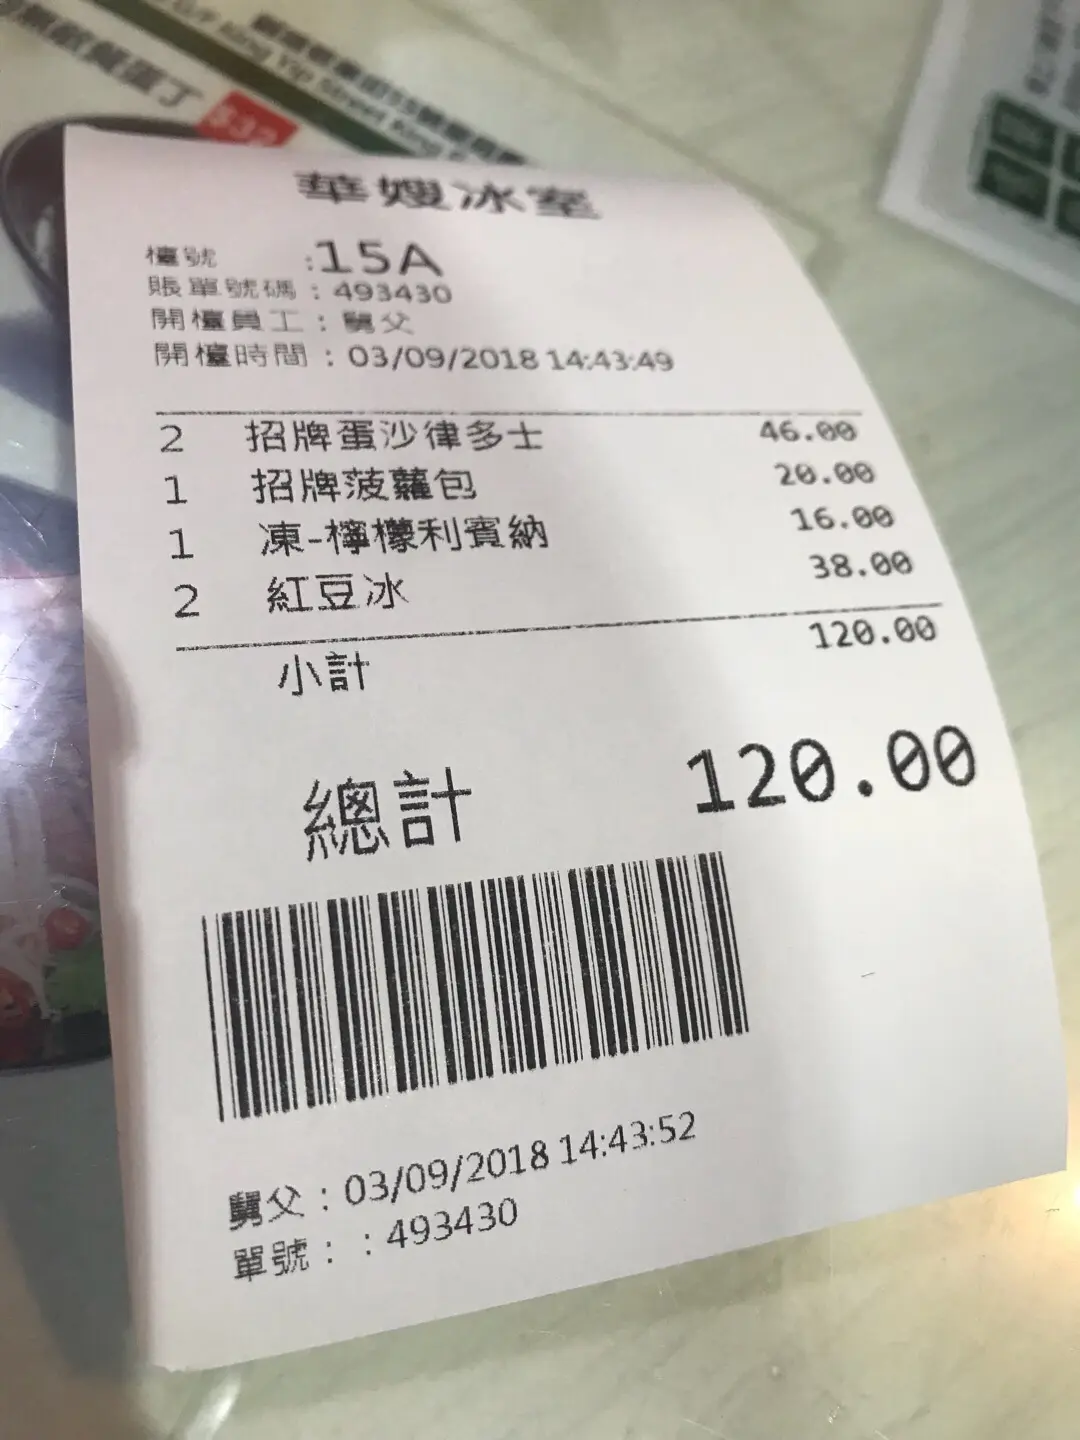 $32
King Yip Street
華嫂冰室
檯號 :15A
賬單號碼 : 493430
開檯員工 : 舅父
開檯時間 : 03/09/2018 14:43:49
2 招牌蛋沙律多士 46.00
1 招牌菠蘿包 20.00
1 凍-檸檬利賓納 16.00
2 紅豆冰 38.00
小計 120.00
總計 120.00
舅父 : 03/09/2018 14:43:52
單號 : : 493430